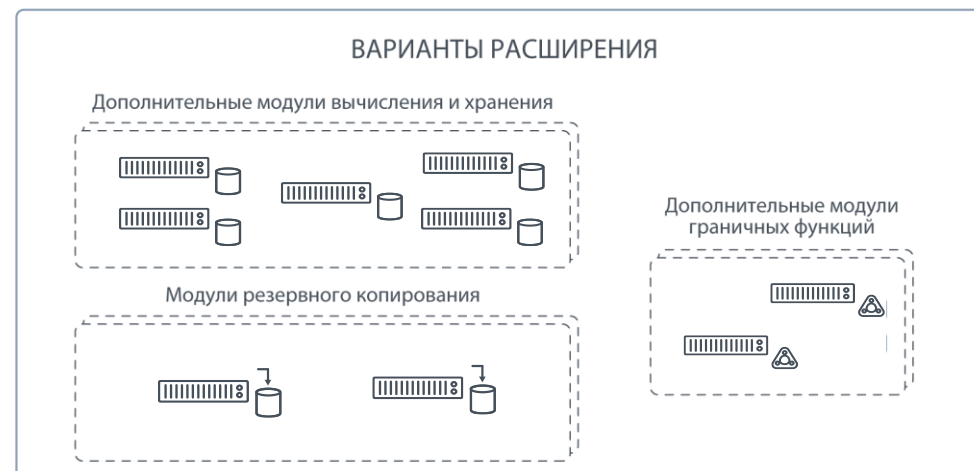 ВАРИАНТЫ РАСШИРЕНИЯ
Дополнительные модули вычисления и хранения
Дополнительные модули
граничных функций
Модули резервного копирования